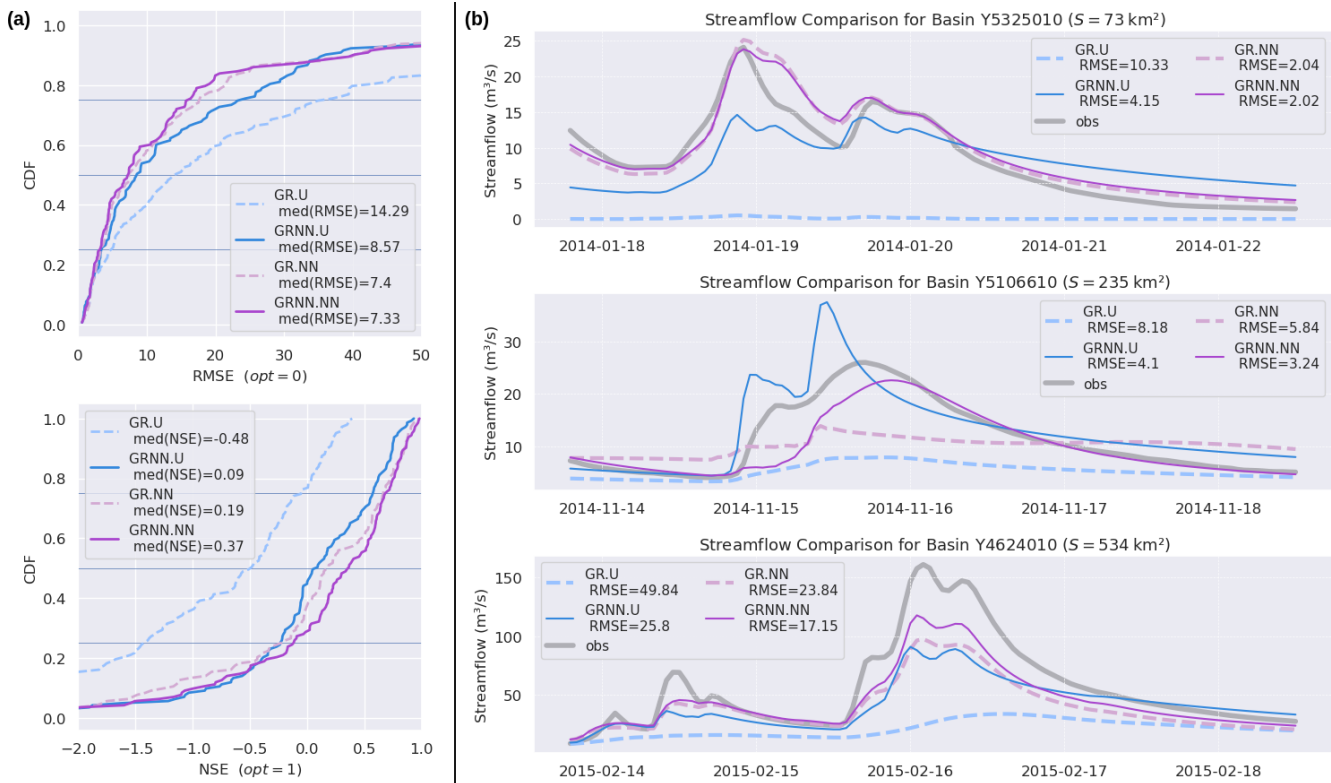 (a)
1.0
0.8
0.6
0.4
0.2
0.0
CDF
GR.U
med(RMSE)=14.29
GRNN.U
med(RMSE)=8.57
GR.NN
med(RMSE)=7.4
GRNN.NN
med(RMSE)=7.33
0 10 20 30 40 50
RMSE (opt = 0)
1.0
0.8
0.6
0.4
0.2
0.0
CDF
GR.U
med(NSE)=-0.48
GRNN.U
med(NSE)=0.09
GR.NN
med(NSE)=0.19
GRNN.NN
med(NSE)=0.37
−2.0 −1.5 −1.0 −0.5 0.0 0.5 1.0
NSE (opt = 1)
(b)
Streamflow Comparison for Basin Y5325010 (S = 73 km²)
25
20
15
10
5
0
Streamflow (m³/s)
GR.U
RMSE=10.33
GRNN.U
RMSE=4.15
obs
GR.NN
RMSE=2.04
GRNN.NN
RMSE=2.02
2014-01-18 2014-01-19 2014-01-20 2014-01-21 2014-01-22
Streamflow Comparison for Basin Y5106610 (S = 235 km²)
30
20
10
Streamflow (m³/s)
GR.U
RMSE=8.18
GRNN.U
RMSE=4.1
obs
GR.NN
RMSE=5.84
GRNN.NN
RMSE=3.24
2014-11-14 2014-11-15 2014-11-16 2014-11-17 2014-11-18
Streamflow Comparison for Basin Y4624010 (S = 534 km²)
150
100
50
Streamflow (m³/s)
GR.U
RMSE=49.84
GRNN.U
RMSE=25.8
obs
GR.NN
RMSE=23.84
GRNN.NN
RMSE=17.15
2015-02-14 2015-02-15 2015-02-16 2015-02-17 2015-02-18